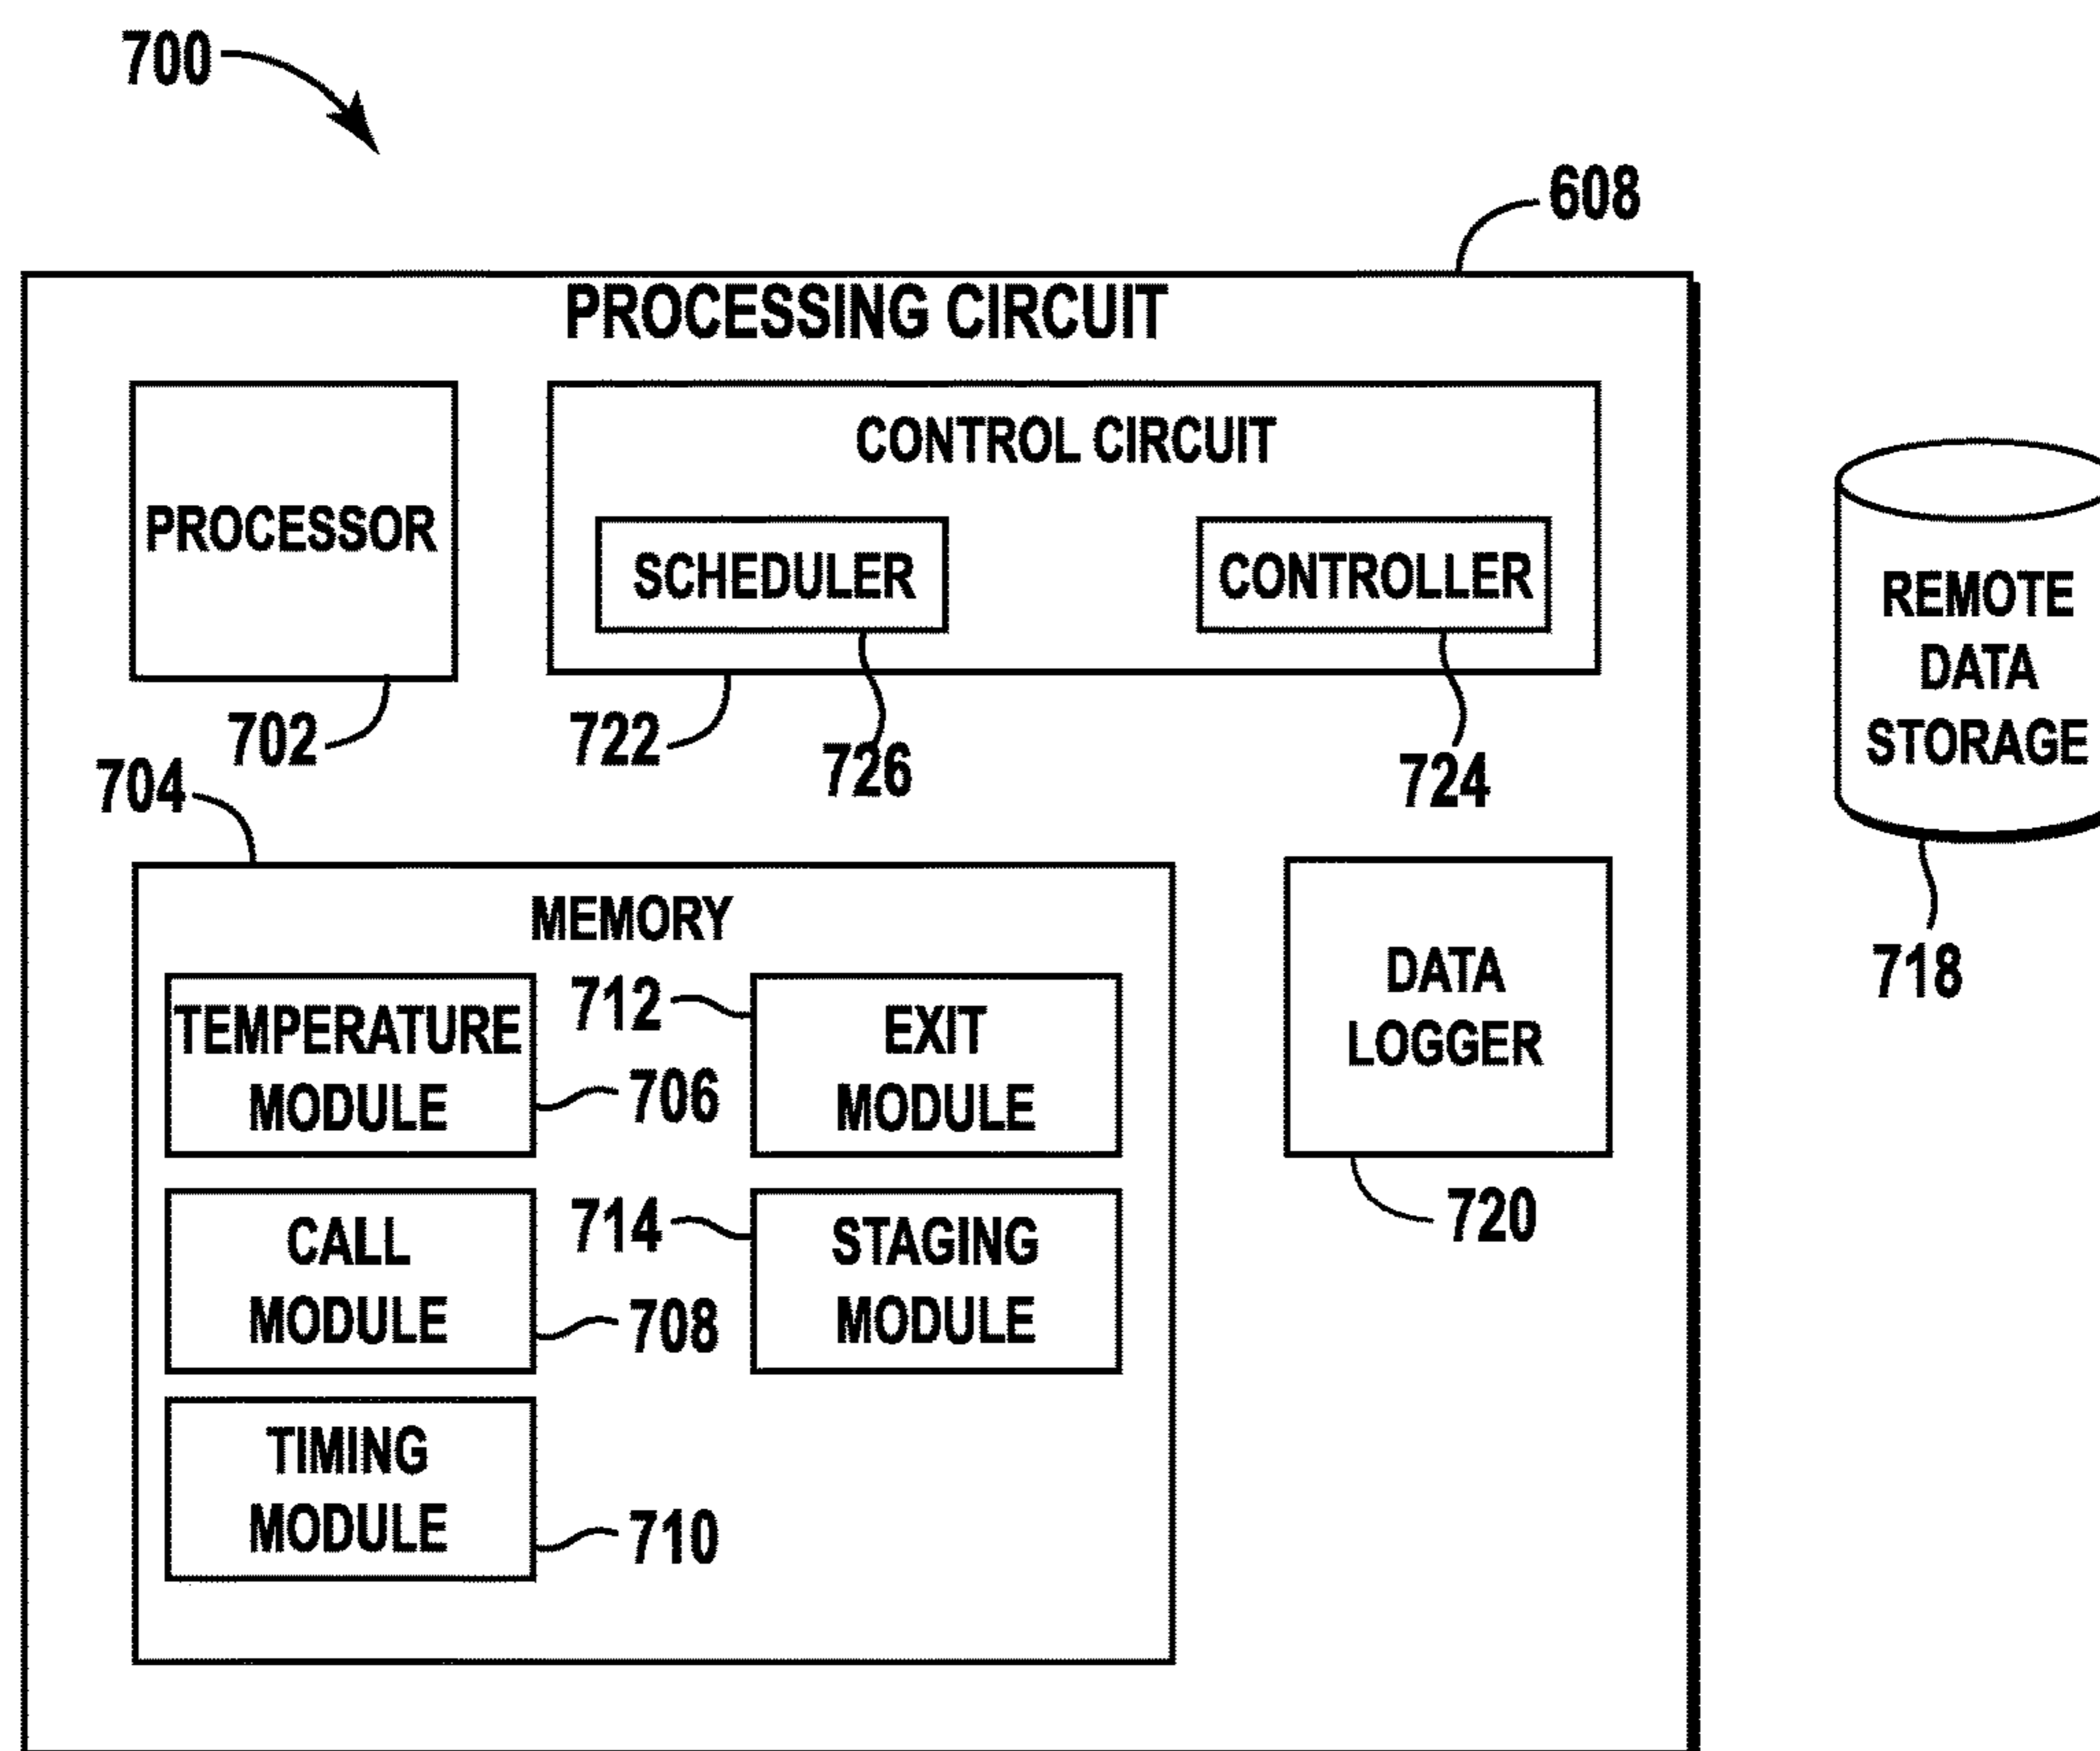 700
608
PROCESSING CIRCUIT
PROCESSOR
CONTROL CIRCUIT
SCHEDULER
CONTROLLER
702
722
726
724
REMOTE
DATA
STORAGE
718
704
MEMORY
TEMPERATURE
MODULE
706
712
EXIT
MODULE
CALL
MODULE
708
714
STAGING
MODULE
TIMING
MODULE
710
DATA
LOGGER
720